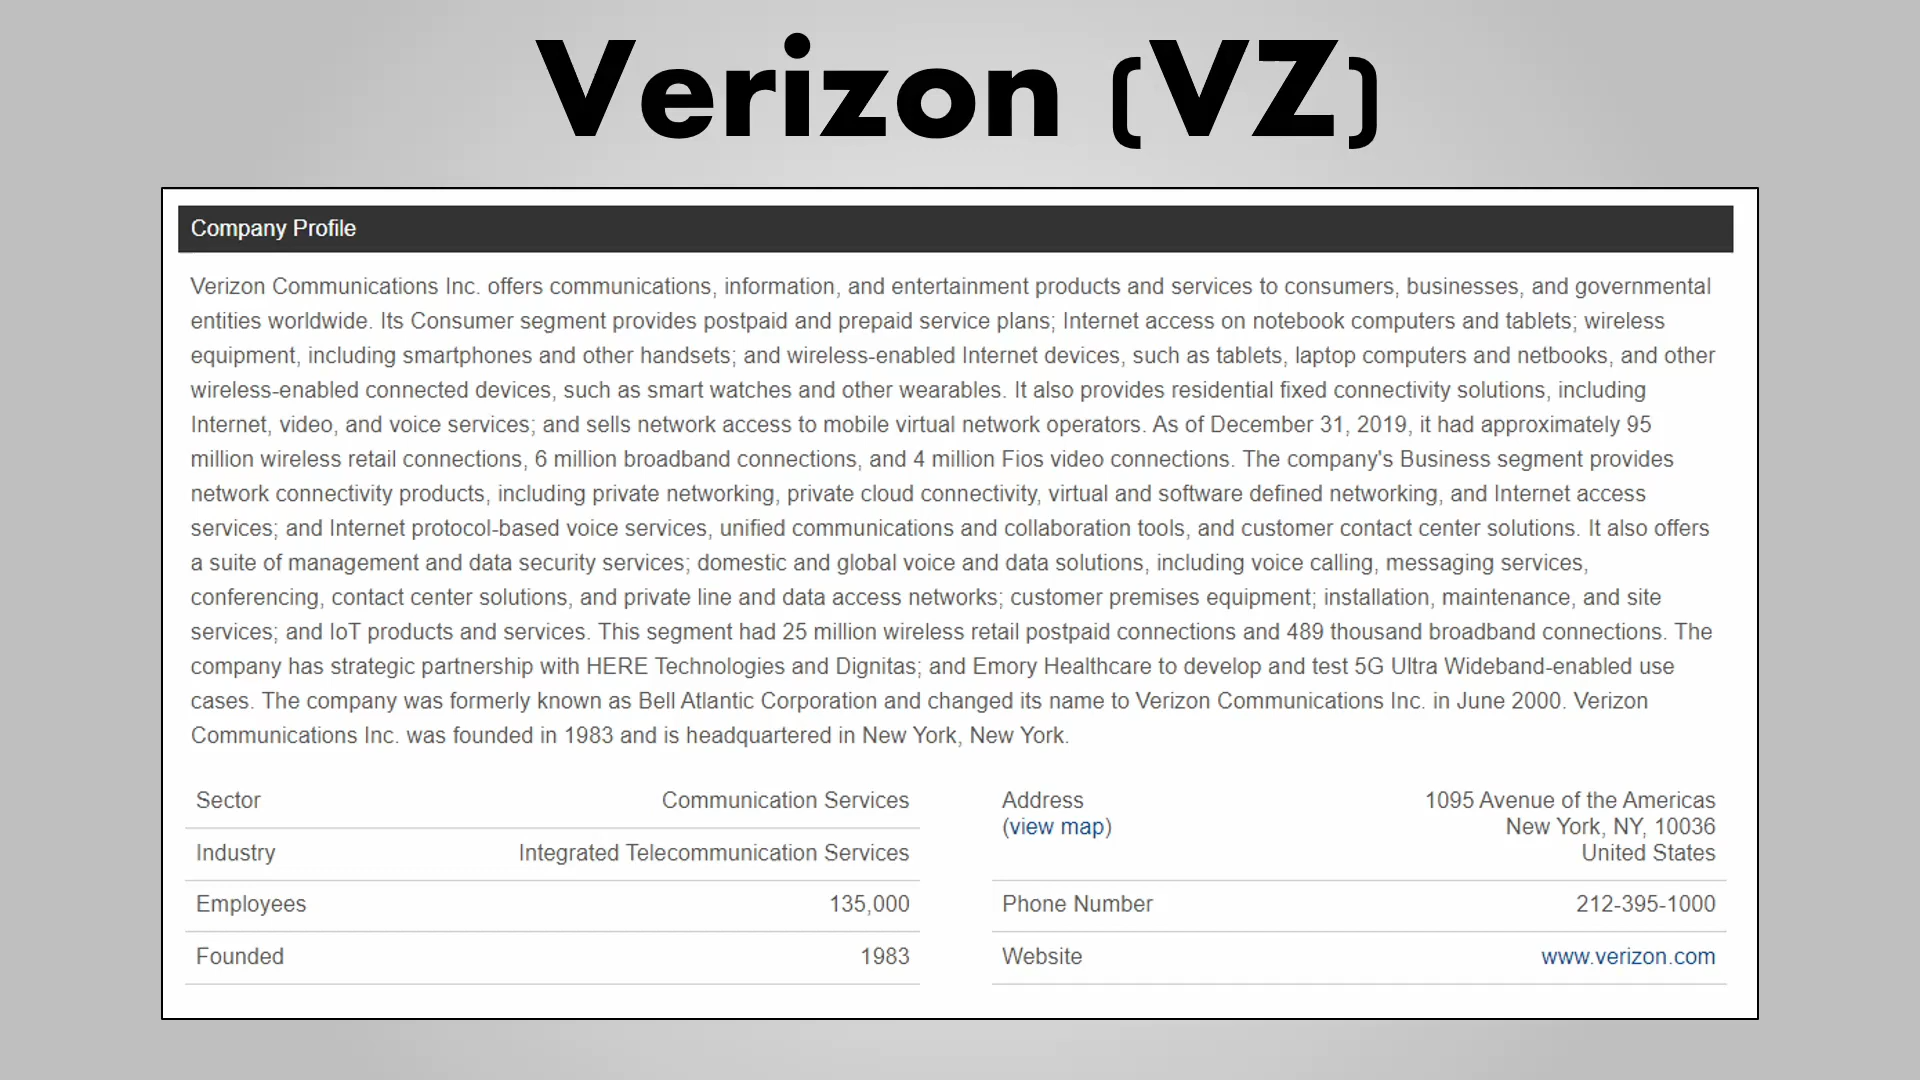 Verizon (VZ)
Company Profile
Verizon Communications Inc. offers communications, information, and entertainment products and services to consumers, businesses, and governmental
entities worldwide. Its Consumer segment provides postpaid and prepaid service plans; Internet access on notebook computers and tablets; wireless
equipment, including smartphones and other handsets; and wireless-enabled Internet devices, such as tablets, laptop computers and netbooks, and other
wireless-enabled connected devices, such as smart watches and other wearables. It also provides residential fixed connectivity solutions, including
Internet, video, and voice services; and sells network access to mobile virtual network operators. As of December 31, 2019, it had approximately 95
million wireless retail connections, 6 million broadband connections, and 4 million Fios video connections. The company's Business segment provides
network connectivity products, including private networking, private cloud connectivity, virtual and software defined networking, and Internet access
services; and Internet protocol-based voice services, unified communications and collaboration tools, and customer contact center solutions. It also offers
a suite of management and data security services; domestic and global voice and data solutions, including voice calling, messaging services,
conferencing, contact center solutions, and private line and data access networks; customer premises equipment; installation, maintenance, and site
services; and IoT products and services. This segment had 25 million wireless retail postpaid connections and 489 thousand broadband connections. The
company has strategic partnership with HERE Technologies and Dignitas; and Emory Healthcare to develop and test 5G Ultra Wideband-enabled use
cases. The company was formerly known as Bell Atlantic Corporation and changed its name to Verizon Communications Inc. in June 2000. Verizon
Communications Inc. was founded in 1983 and is headquartered in New York, New York.
Sector Communication Services
Industry Integrated Telecommunication Services
Employees 135,000
Founded 1983
Address 1095 Avenue of the Americas
(view map) New York, NY, 10036
United States
Phone Number 212-395-1000
Website www.verizon.com